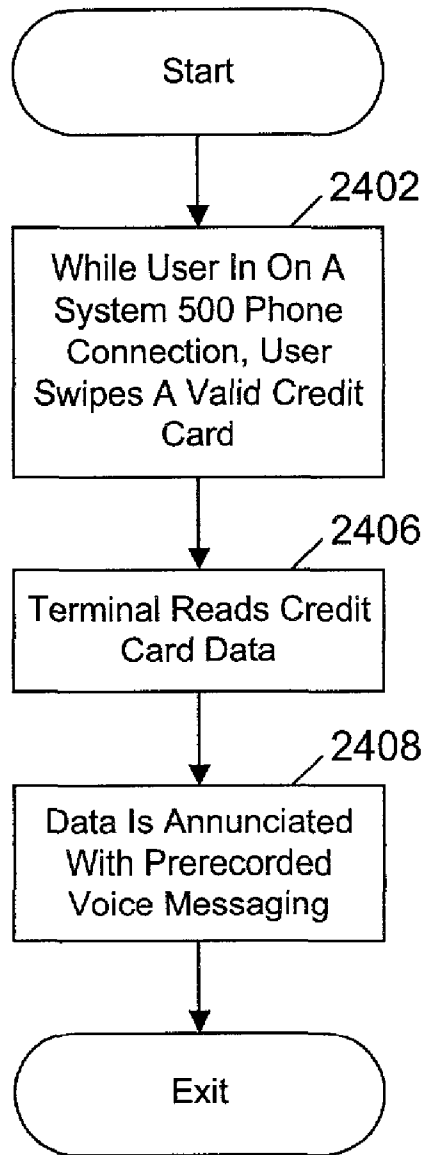 Start
2402
While User In On A
System 500 Phone
Connection, User
Swipes A Valid Credit
Card
2406
Terminal Reads Credit
Card Data
2408
Data Is Annunciated
With Prerecorded
Voice Messaging
Exit